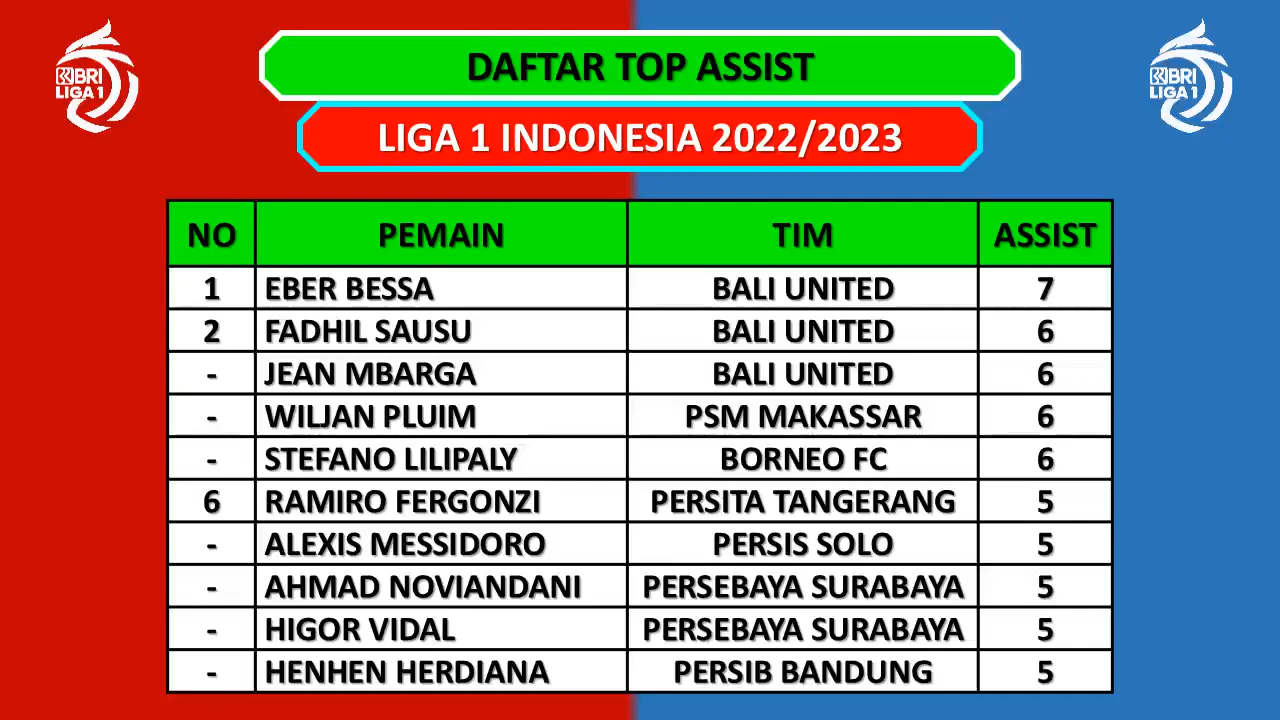 BRI
LIGA 1
DAFTAR TOP ASSIST
BRI
LIGA 1
LIGA 1 INDONESIA 2022/2023
NO PEMAIN TIM ASSIST
1 EBER BESSA BALI UNITED 7
2 FADHIL SAUSU BALI UNITED 6
- JEAN MBARGA BALI UNITED 6
- WILJAN PLUIM PSM MAKASSAR 6
- STEFANO LILIPALY BORNEO FC 6
6 RAMIRO FERGONZI PERSITA TANGERANG 5
- ALEXIS MESSIDORO PERSIS SOLO 5
- AHMAD NOVIANDANI PERSEBAYA SURABAYA 5
- HIGOR VIDAL PERSEBAYA SURABAYA 5
- HENHEN HERDIANA PERSIB BANDUNG 5